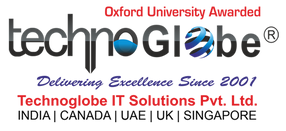 Oxford University Awarded
technoGlobe®
Delivering Excellence Since 2001
Technoglobe IT Solutions Pvt. Ltd.
INDIA | CANADA | UAE | UK | SINGAPORE